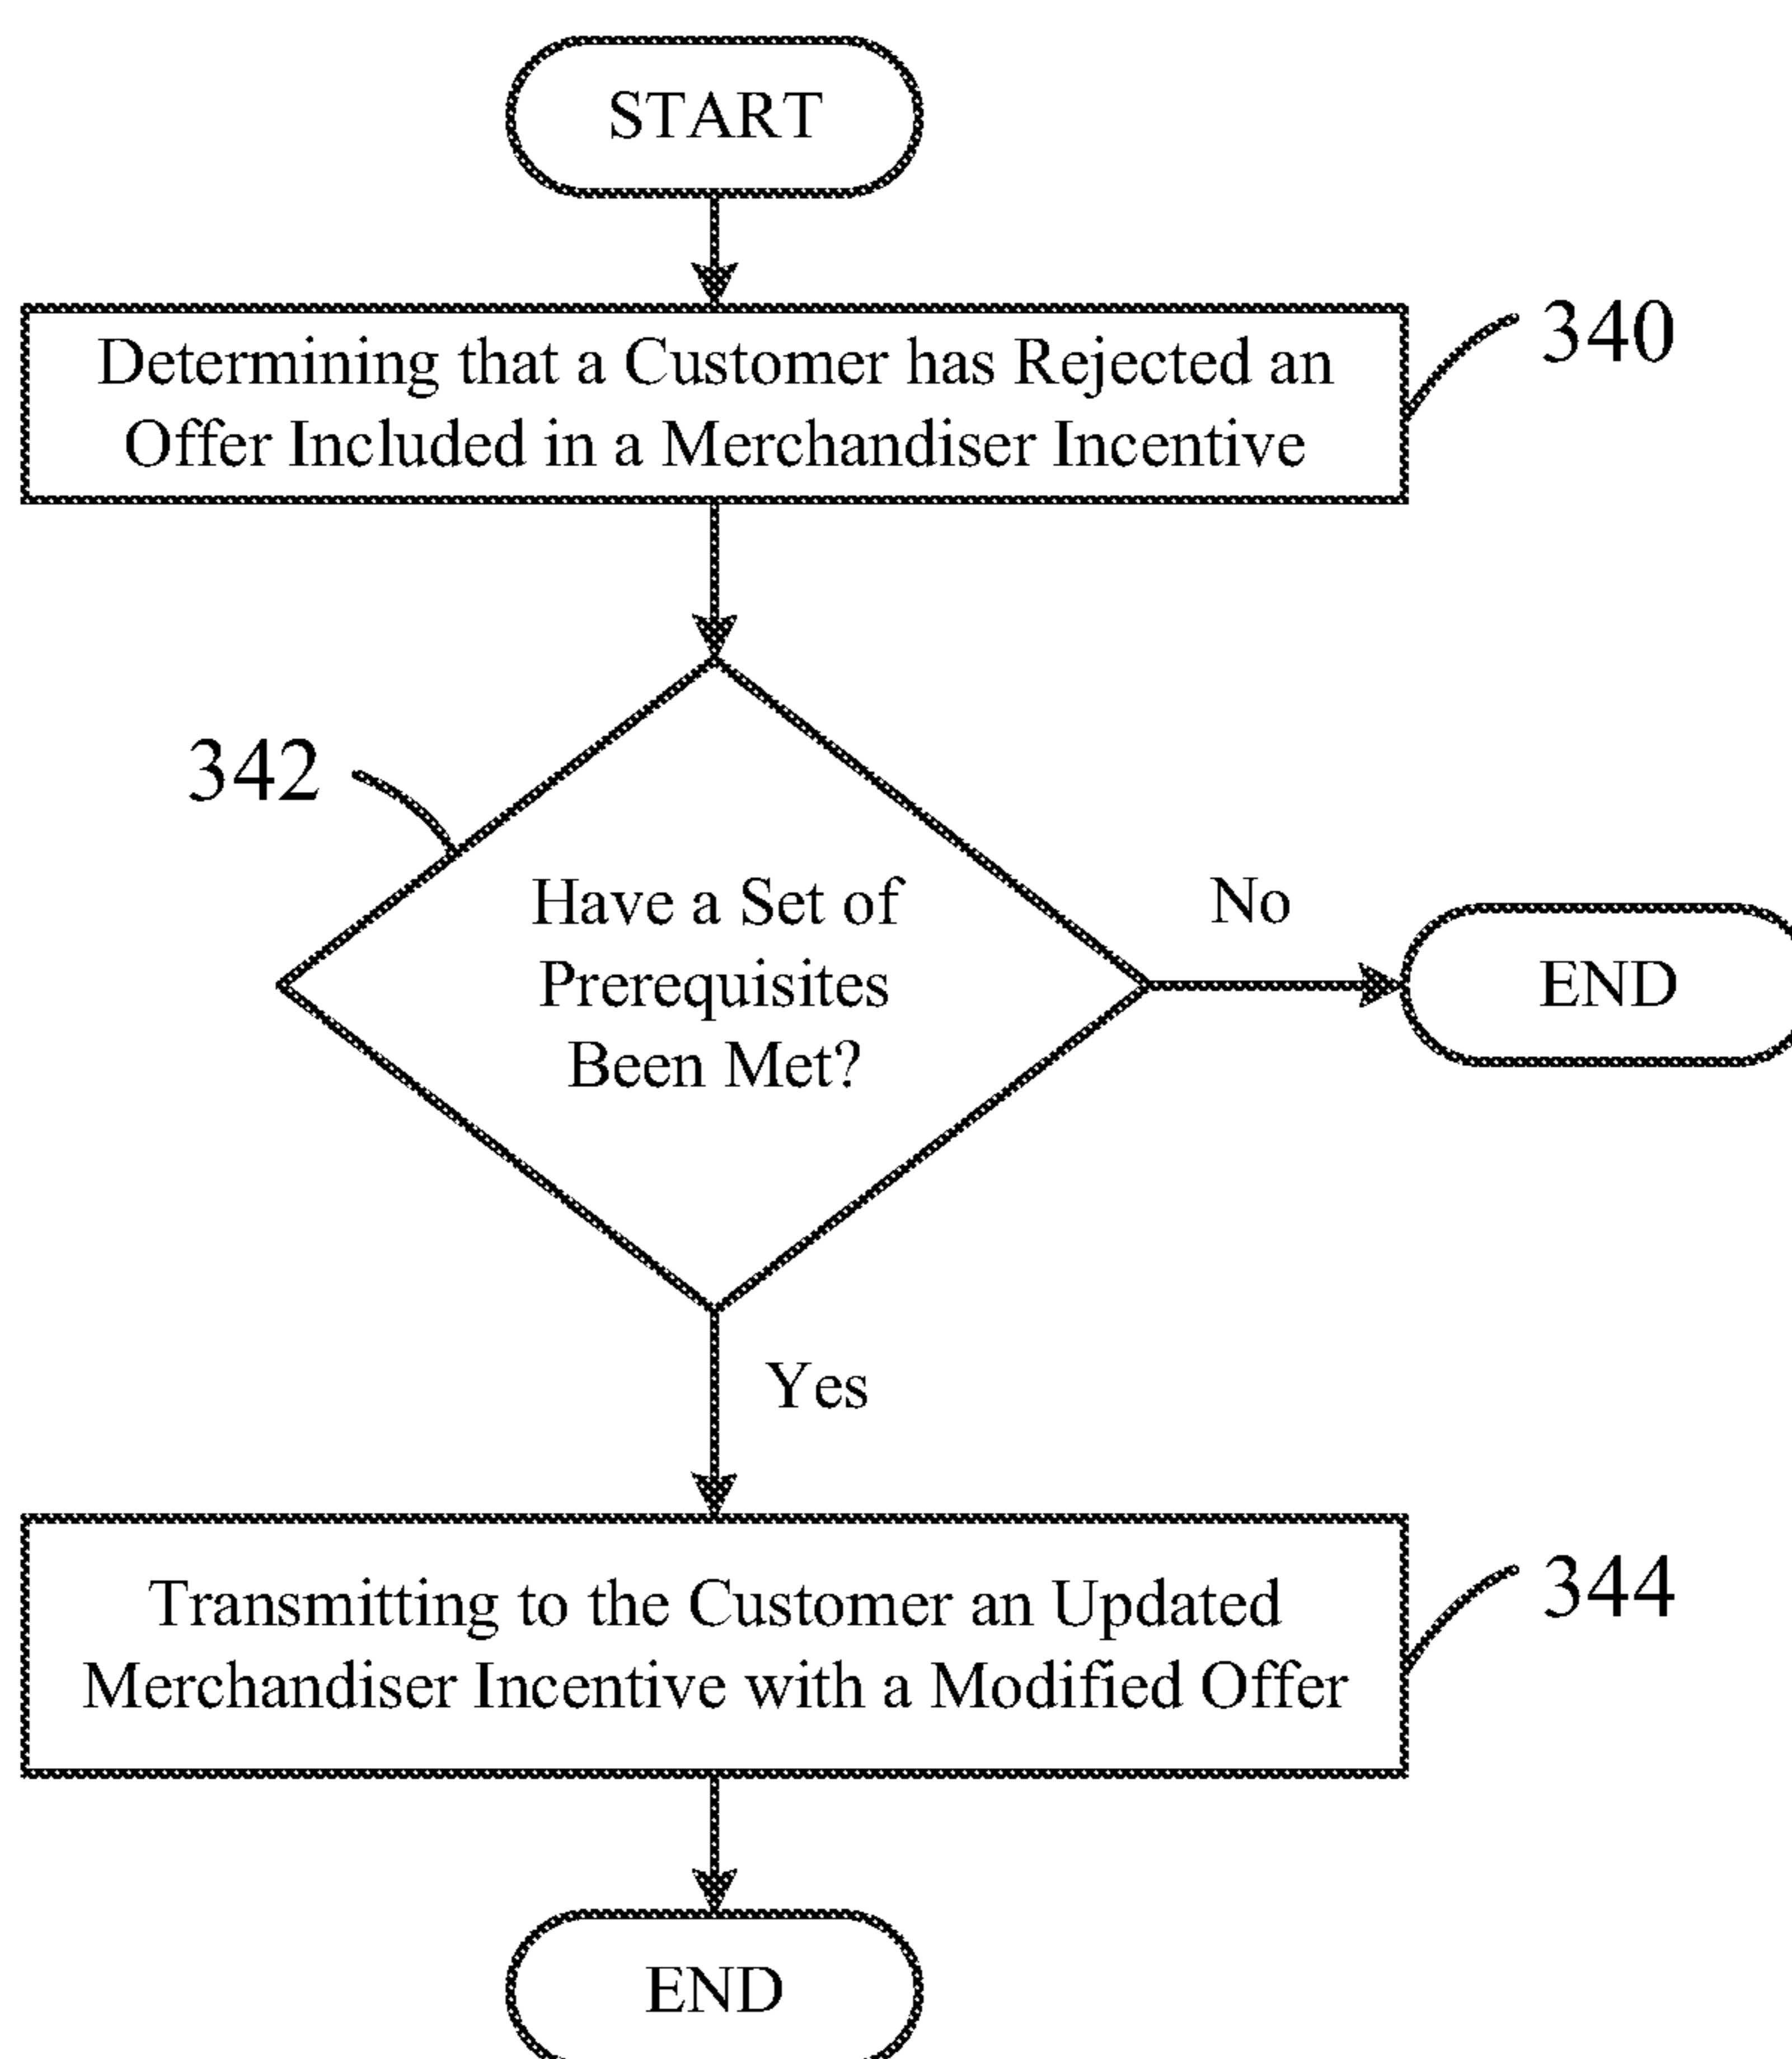 START
Determining that a Customer has Rejected an
Offer Included in a Merchandiser Incentive
340
342
Have a Set of
Prerequisites
Been Met?
No
END
Yes
Transmitting to the Customer an Updated
Merchandiser Incentive with a Modified Offer
344
END